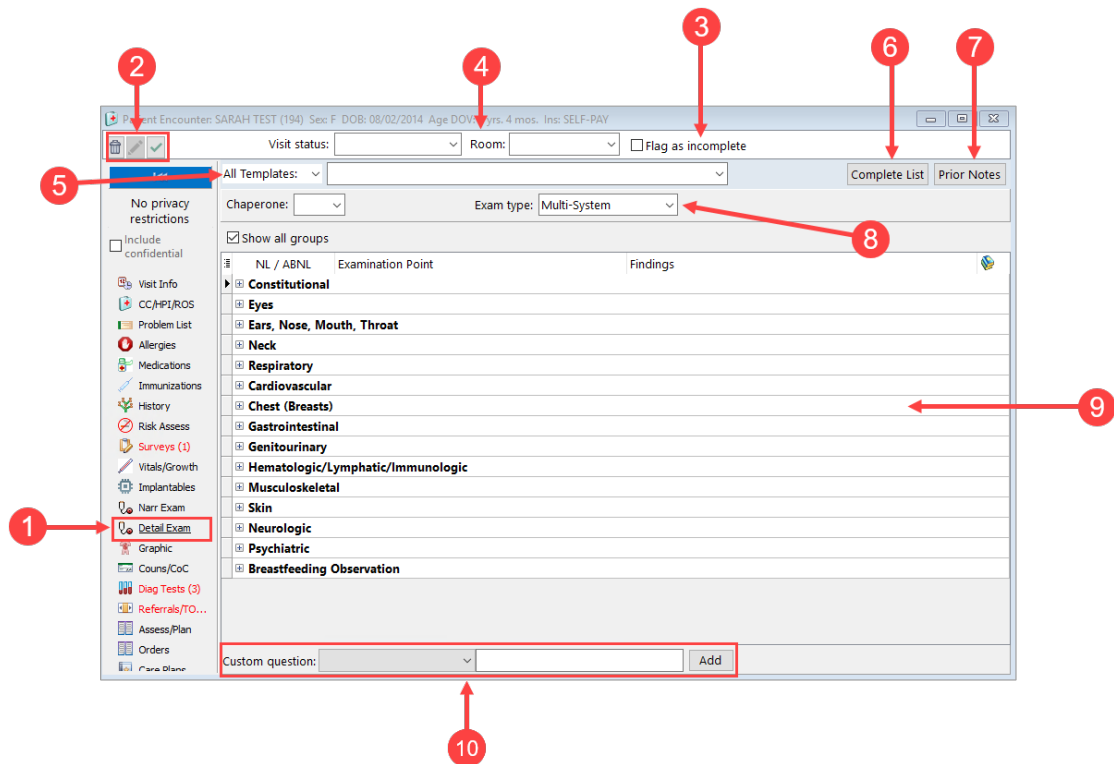 3
2
4
6
7
Patient Encounter: SARAH TEST (194) Sex: F DOB: 08/02/2014 Age DOV: yrs. 4 mos. Ins: SELF-PAY
Visit status: Room: Flag as incomplete
5
All Templates: Complete List Prior Notes
No privacy restrictions
Chaperone: Exam type: Multi-System
8
Include confidential
Show all groups
NL / ABNL Examination Point Findings
Constitutional
Eyes
Ears, Nose, Mouth, Throat
Neck
Respiratory
Cardiovascular
Chest (Breasts)
Gastrointestinal
Genitourinary
Hematologic/Lymphatic/Immunologic
Musculoskeletal
Skin
Neurologic
Psychiatric
Breastfeeding Observation
9
Visit Info
CC/HPI/ROS
Problem List
Allergies
Medications
Immunizations
History
Risk Assess
Surveys (1)
Vitals/Growth
Implantables
Narr Exam
1
Detail Exam
Graphic
Couns/CoC
Diag Tests (3)
Referrals/TO...
Assess/Plan
Orders
Care Plans
Custom question: Add
10